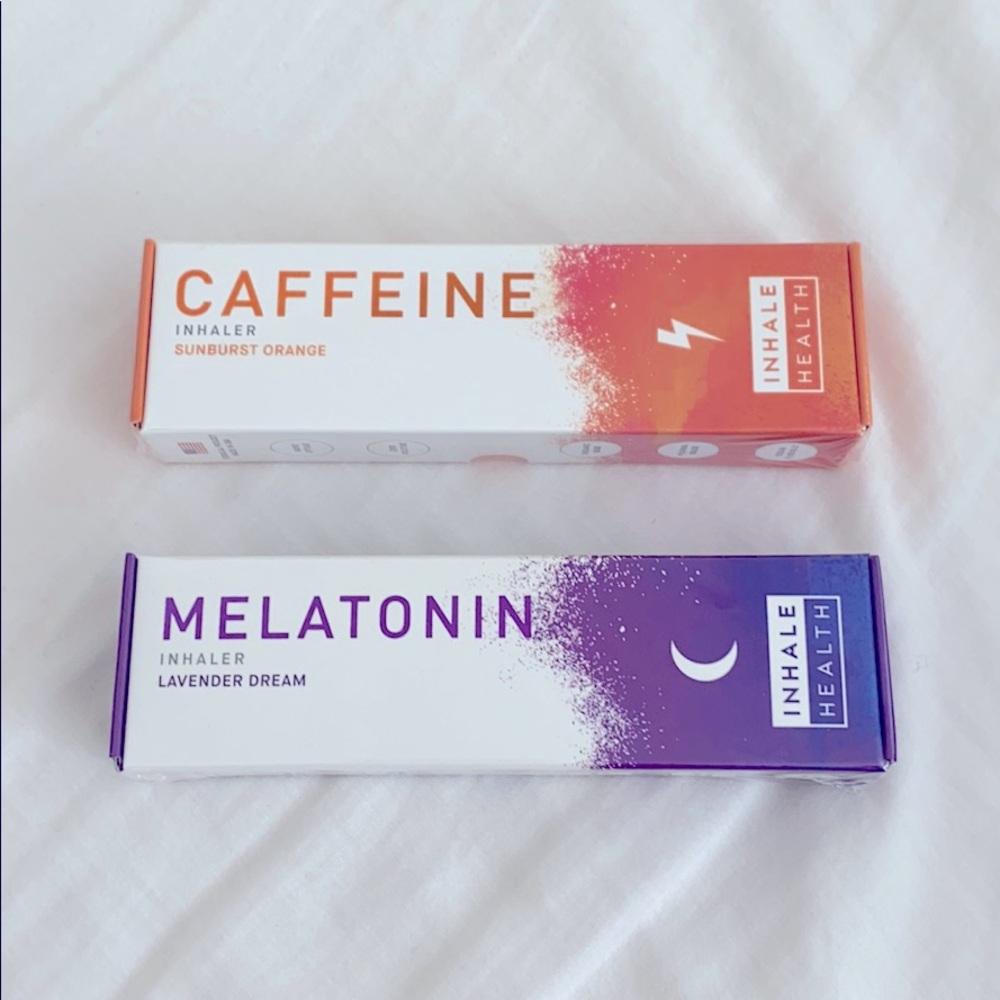 CAFFEINE
INHALER
SUNBURST ORANGE
INHALE
HEALTH
MELATONIN
INHALER
LAVENDER DREAM
INHALE
HEALTH